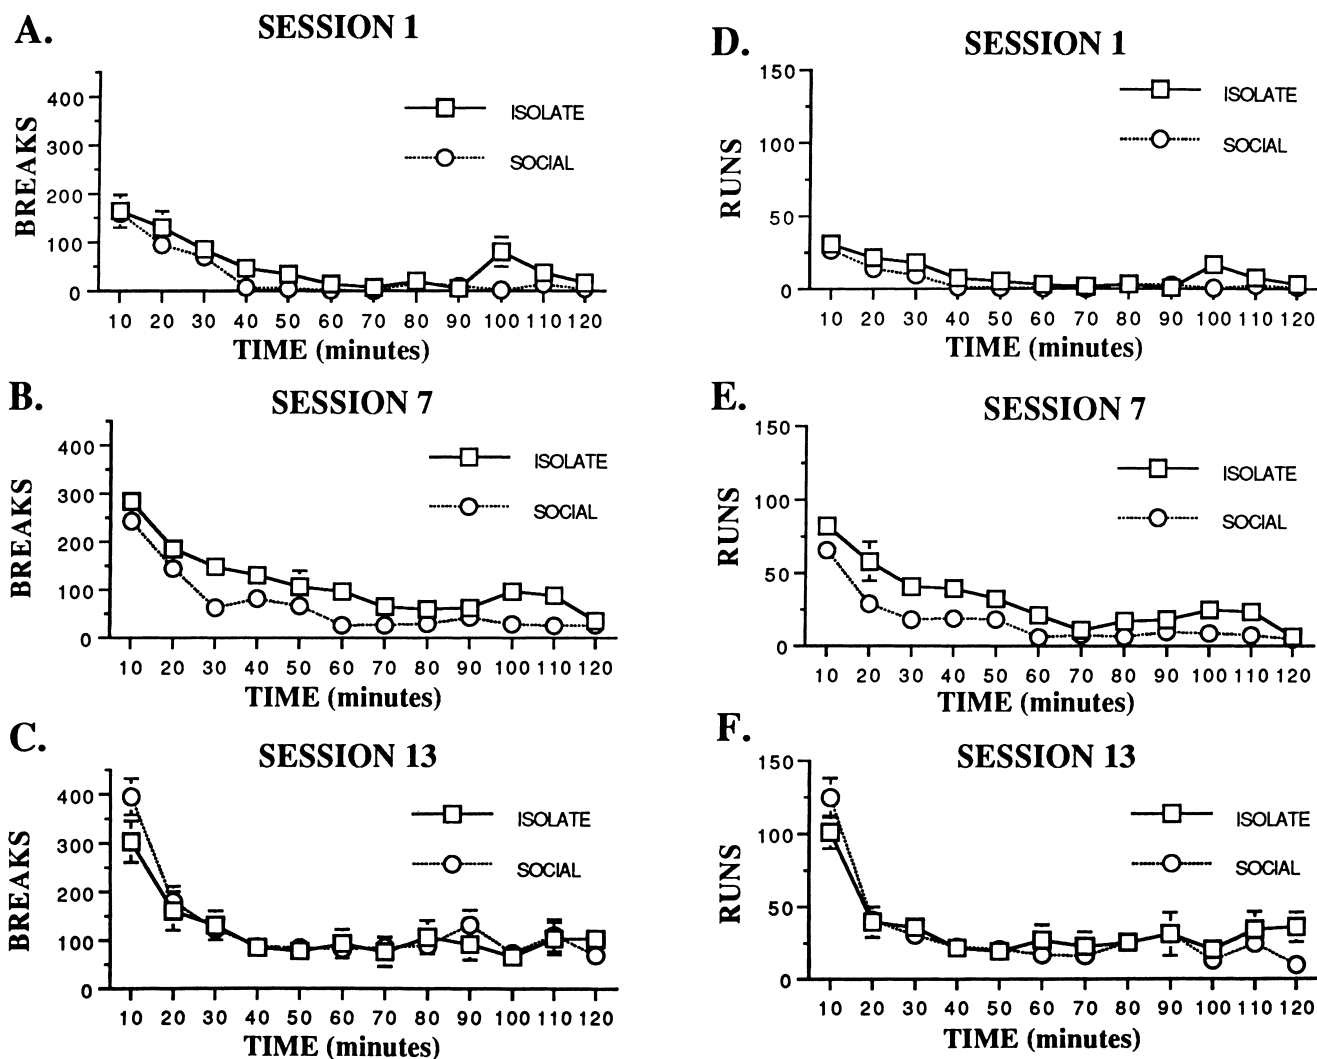 A.
SESSION 1
BREAKS
400
300
200
100
0
ISOLATE
SOCIAL
10 20 30 40 50 60 70 80 90 100 110 120
TIME (minutes)
B.
SESSION 7
BREAKS
400
300
200
100
0
ISOLATE
SOCIAL
10 20 30 40 50 60 70 80 90 100 110 120
TIME (minutes)
C.
SESSION 13
BREAKS
400
300
200
100
0
ISOLATE
SOCIAL
10 20 30 40 50 60 70 80 90 100 110 120
TIME (minutes)
D.
SESSION 1
RUNS
150
100
50
0
ISOLATE
SOCIAL
10 20 30 40 50 60 70 80 90 100 110 120
TIME (minutes)
E.
SESSION 7
RUNS
150
100
50
0
ISOLATE
SOCIAL
10 20 30 40 50 60 70 80 90 100 110 120
TIME (minutes)
F.
SESSION 13
RUNS
150
100
50
0
ISOLATE
SOCIAL
10 20 30 40 50 60 70 80 90 100 110 120
TIME (minutes)